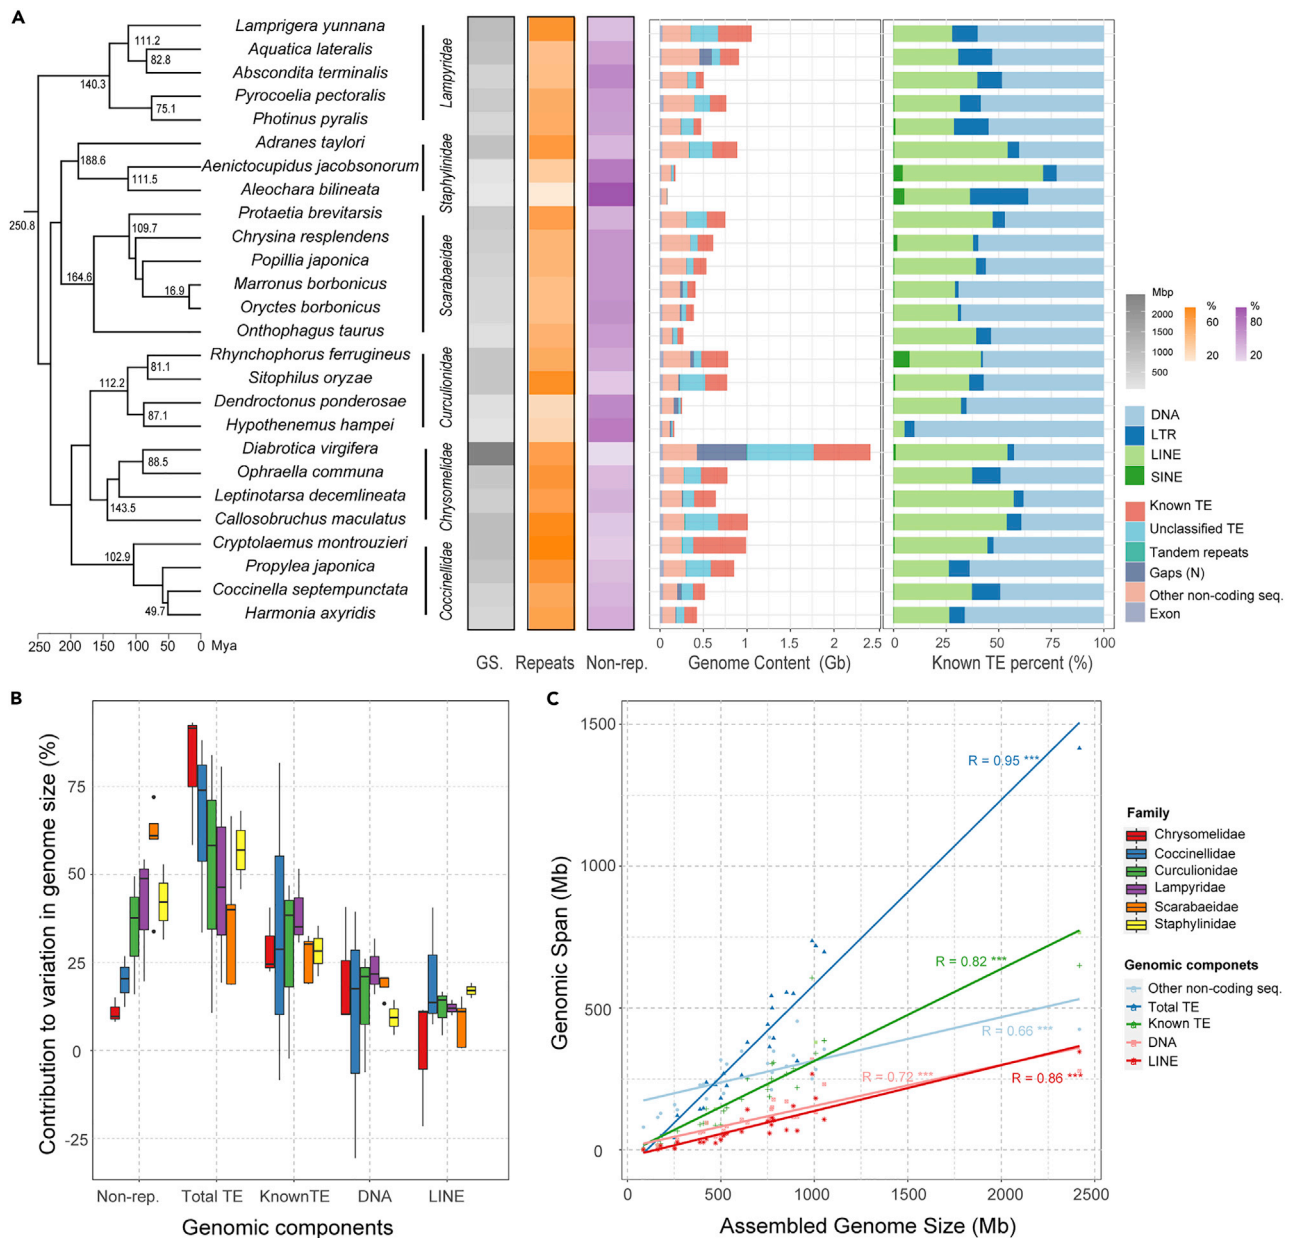 A
Lamprigera yunnana
Aquatica lateralis
Abscondita terminalis
Pyrocoelia pectoralis
Photinus pyralis
Adranes taylori
Aenictocupidus jacobsonorum
Aleochara bilineata
Protaetia brevitarsis
Chrysina resplendens
Popillia japonica
Marronus borbonicus
Oryctes borbonicus
Onthophagus taurus
Rhynchophorus ferrugineus
Sitophilus oryzae
Dendroctonus ponderosae
Hypothenemus hampei
Diabrotica virgifera
Ophraella communa
Leptinotarsa decemlineata
Callosobruchus maculatus
Cryptolaemus montrouzieri
Propylea japonica
Coccinella septempunctata
Harmonia axyridis
111.2
82.8
140.3
75.1
188.6
111.5
250.8
109.7
164.6
16.9
81.1
112.2
87.1
88.5
143.5
102.9
49.7
250 200 150 100 50 0 Mya
Lampyridae
Staphylinidae
Scarabaeidae
Curculionidae
Chrysomelidae
Coccinellidae
GS. Repeats Non-rep.
0 0.5 1 1.5 2 2.5
Genome Content (Gb)
0 25 50 75 100
Known TE percent (%)
Mbp
2000
1500
1000
500
%
60
20
%
80
20
DNA
LTR
LINE
SINE
Known TE
Unclassified TE
Tandem repeats
Gaps (N)
Other non-coding seq.
Exon
B
Contribution to variation in genome size (%)
75
50
25
0
-25
Non-rep. Total TE KnownTE DNA LINE
Genomic components
C
Genomic Span (Mb)
1500
1000
500
0
R = 0.95 ***
R = 0.82 ***
R = 0.66 ***
R = 0.72 ***
R = 0.86 ***
0 500 1000 1500 2000 2500
Assembled Genome Size (Mb)
Family
Chrysomelidae
Coccinellidae
Curculionidae
Lampyridae
Scarabaeidae
Staphylinidae
Genomic componets
Other non-coding seq.
Total TE
Known TE
DNA
LINE